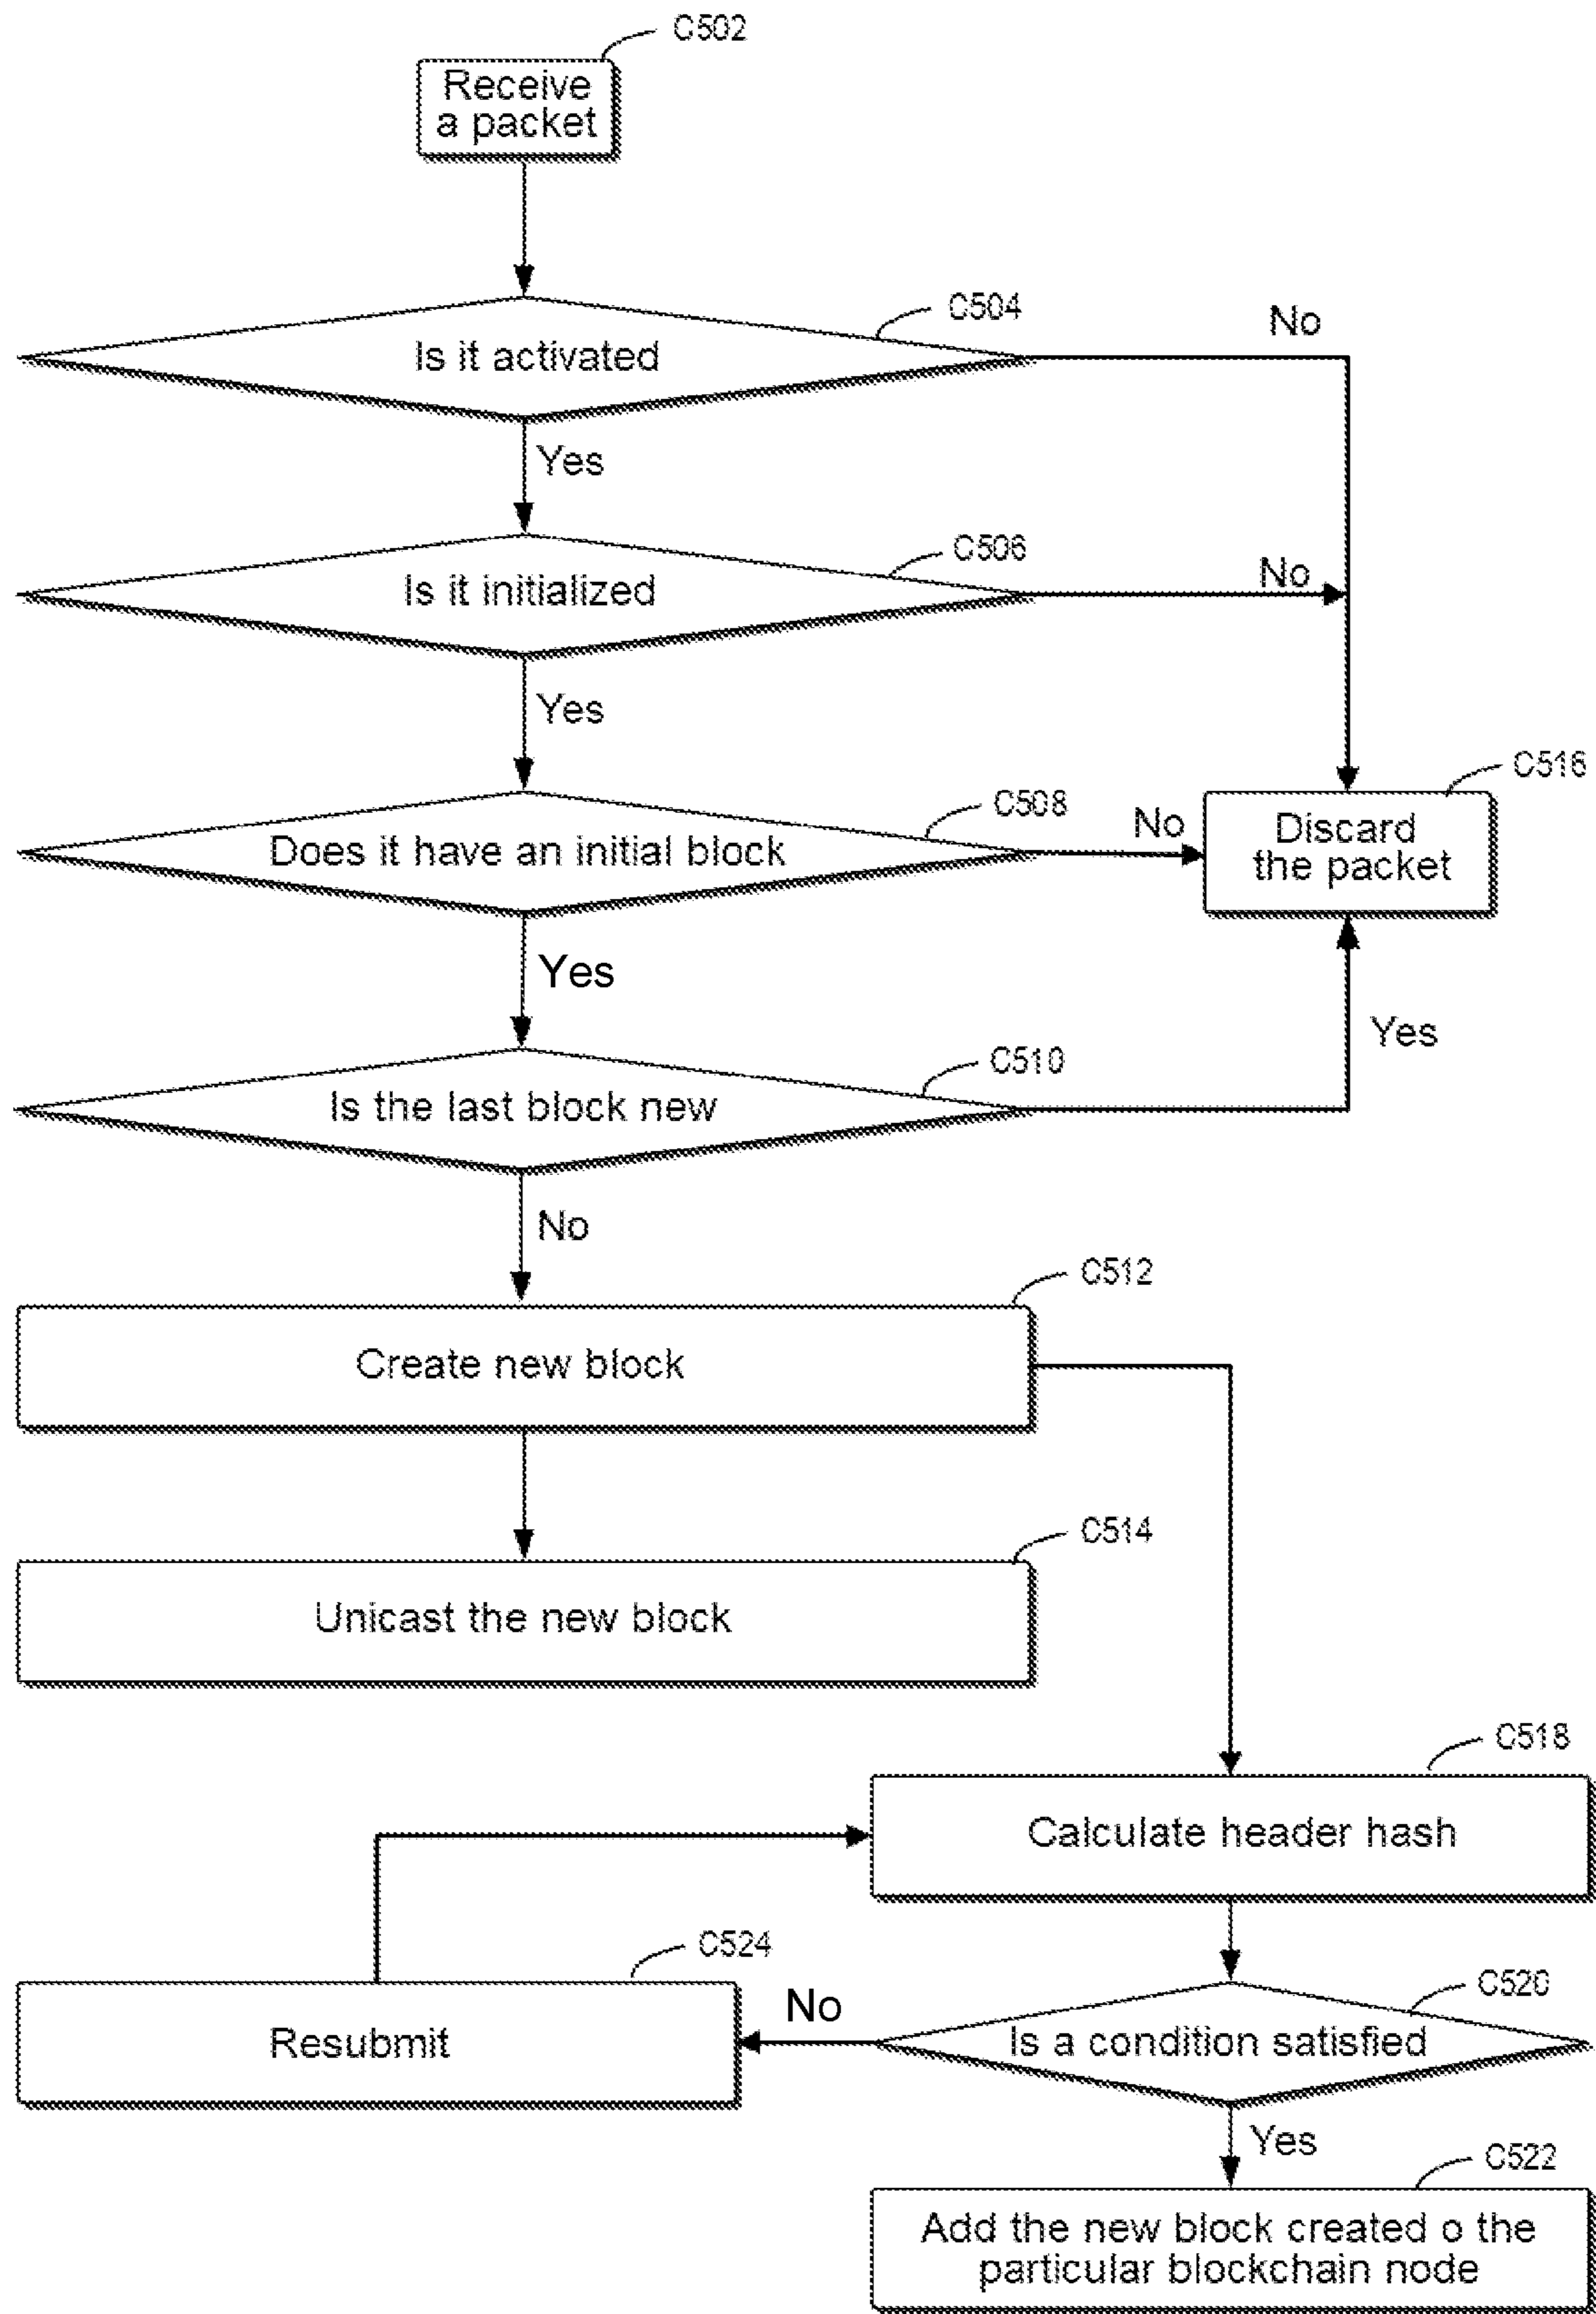 C502
Receive
a packet
C504
No
Is it activated
Yes
C506
No
Is it initialized
Yes
C516
C508
No
Discard
the packet
Does it have an initial block
Yes
Yes
C510
Is the last block new
No
C512
Create new block
C514
Unicast the new block
C518
Calculate header hash
C524
C520
No
Resubmit
Is a condition satisfied
Yes
C522
Add the new block created o the
particular blockchain node